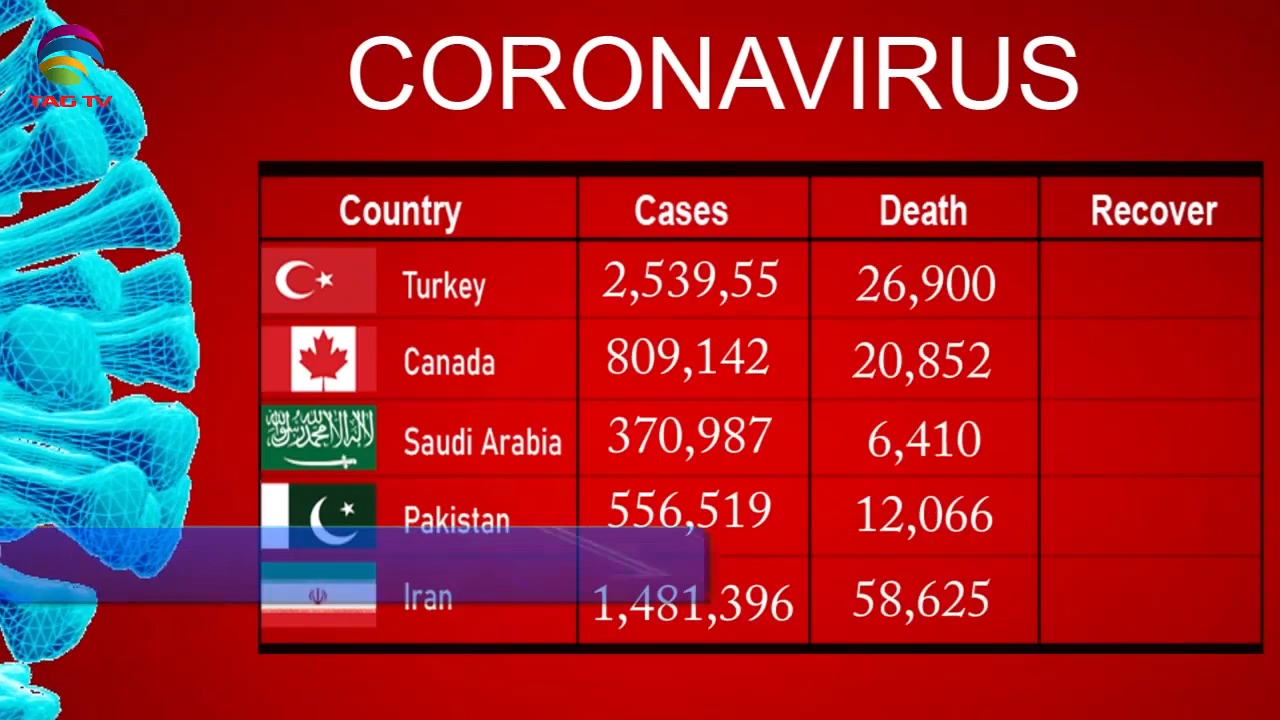 TAG TV
CORONAVIRUS
Country Cases Death Recover
Turkey 2,539,55 26,900
Canada 809,142 20,852
Saudi Arabia 370,987 6,410
Pakistan 556,519 12,066
Iran 1,481,396 58,625